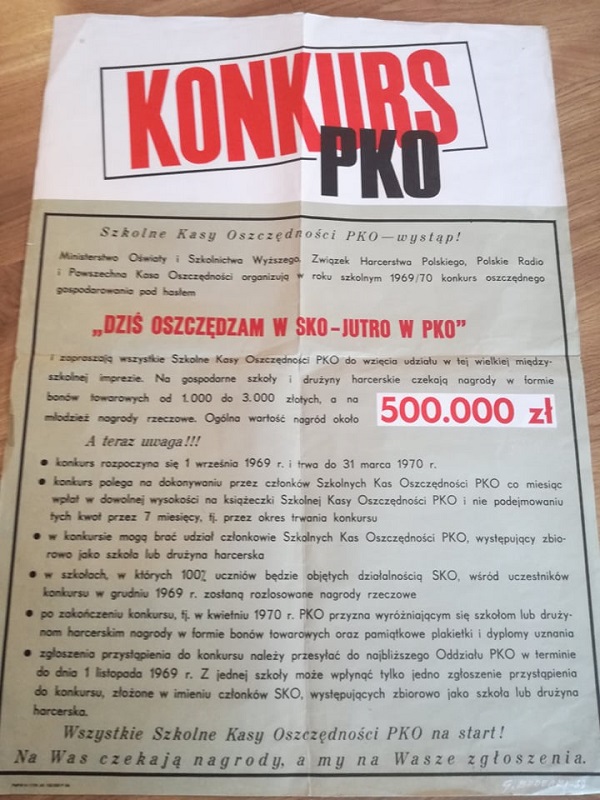 KONKURS
PKO
Szkolne Kasy Oszczędności PKO—wystąp!
Ministerstwo Oświaty i Szkolnictwa Wyższego, Związek Harcerstwa Polskiego, Polskie Radio
i Powszechna Kasa Oszczędności organizują w roku szkolnym 1969/70 konkurs oszczędnego
gospodarowania pod hasłem
„DZIŚ OSZCZĘDZAM W SKO-JUTRO W PKO”
i zapraszają wszystkie Szkolne Kasy Oszczędności PKO do wzięcia udziału w tej wielkiej między-
szkolnej imprezie. Na gospodarne szkoły i drużyny harcerskie czekają nagrody w formie
bonów towarowych od 1.000 do 3.000 złotych, a na
młodzież nagrody rzeczowe. Ogólna wartość nagród około
500.000 zł
A teraz uwaga!!!
• konkurs rozpoczyna się 1 września 1969 r. i trwa do 31 marca 1970 r.
• konkurs polega na dokonywaniu przez członków Szkolnych Kas Oszczędności PKO co miesiąc
wpłat w dowolnej wysokości na książeczki Szkolnej Kasy Oszczędności PKO i nie podejmowaniu
tych kwot przez 7 miesięcy, tj. przez okres trwania konkursu
• w konkursie mogą brać udział członkowie Szkolnych Kas Oszczędności PKO, występujący zbio-
rowo jako szkoła lub drużyna harcerska
• w szkołach, w których 100% uczniów będzie objętych działalnością SKO, wśród uczestników
konkursu w grudniu 1969 r. zostaną rozlosowane nagrody rzeczowe
• po zakończeniu konkursu, tj. w kwietniu 1970 r. PKO przyzna wyróżniającym się szkołom lub druży-
nom harcerskim nagrody w formie bonów towarowych oraz pamiątkowe plakietki i dyplomy uznania
• zgłoszenia przystąpienia do konkursu należy przesyłać do najbliższego Oddziału PKO w terminie
do dnia 1 listopada 1969 r. Z jednej szkoły może wpłynąć tylko jedno zgłoszenie przystąpienia
do konkursu, złożone w imieniu członków SKO, występujących zbiorowo jako szkoła lub drużyna
harcerska.
Wszystkie Szkolne Kasy Oszczędności PKO na start!
Na Was czekają nagrody, a my na Wasze zgłoszenia.